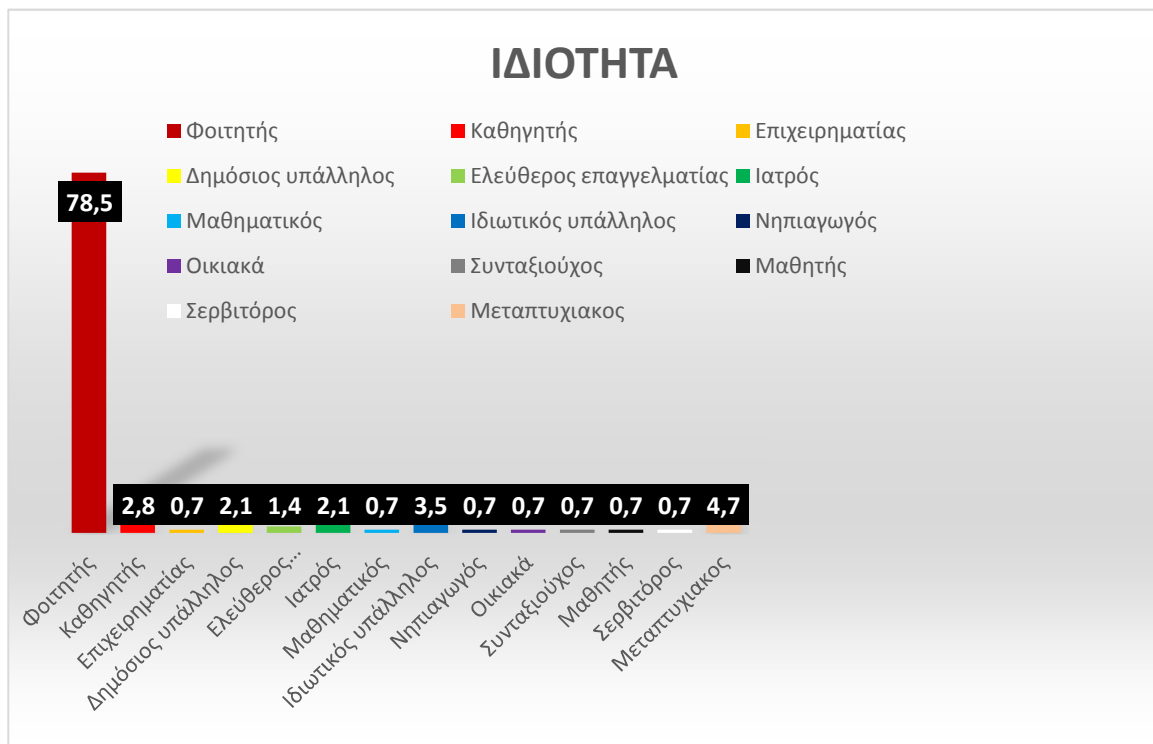 ΙΔΙΟΤΗΤΑ
Φοιτητής Καθηγητής Επιχειρηματίας
Δημόσιος υπάλληλος Ελεύθερος επαγγελματίας Ιατρός
Μαθηματικός Ιδιωτικός υπάλληλος Νηπιαγωγός
Οικιακά Συνταξιούχος Μαθητής
Σερβιτόρος Μεταπτυχιακος
78,5
2,8 0,7 2,1 1,4 2,1 0,7 3,5 0,7 0,7 0,7 0,7 0,7 4,7
Φοιτητής
Καθηγητής
Επιχειρηματίας
Δημόσιος υπάλληλος
Ελεύθερος...
Ιατρός
Μαθηματικός
Ιδιωτικός υπάλληλος
Νηπιαγωγός
Οικιακά
Συνταξιούχος
Μαθητής
Σερβιτόρος
Μεταπτυχιακος